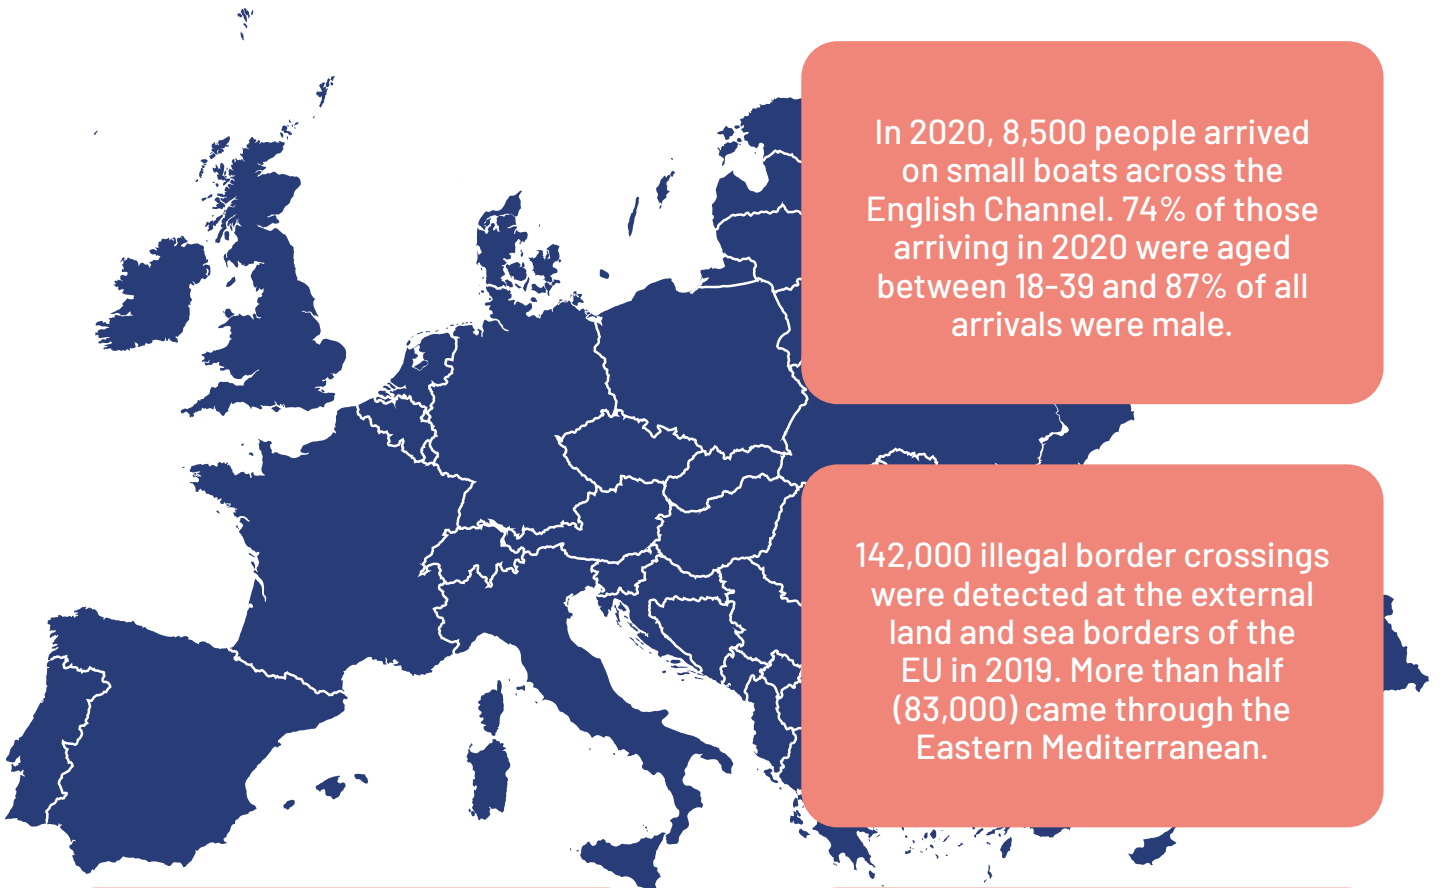 In 2020, 8,500 people arrived
on small boats across the
English Channel. 74% of those
arriving in 2020 were aged
between 18-39 and 87% of all
arrivals were male.
142,000 illegal border crossings
were detected at the external
land and sea borders of the
EU in 2019. More than half
(83,000) came through the
Eastern Mediterranean.